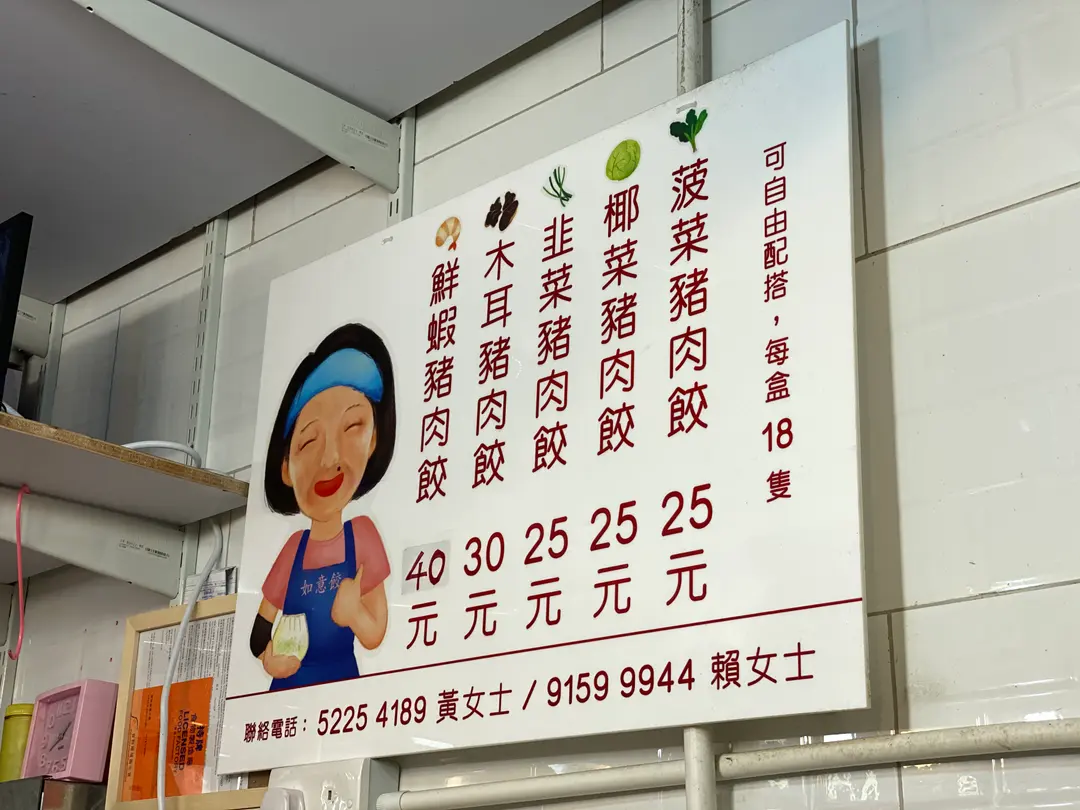 可自由配搭，每盒 18 隻
菠菜豬肉餃 25元
椰菜豬肉餃 25元
韭菜豬肉餃 25元
木耳豬肉餃 30元
鮮蝦豬肉餃 40元
如意餃
聯絡電話：5225 4189 黃女士 / 9159 9944 賴女士
LICENSED